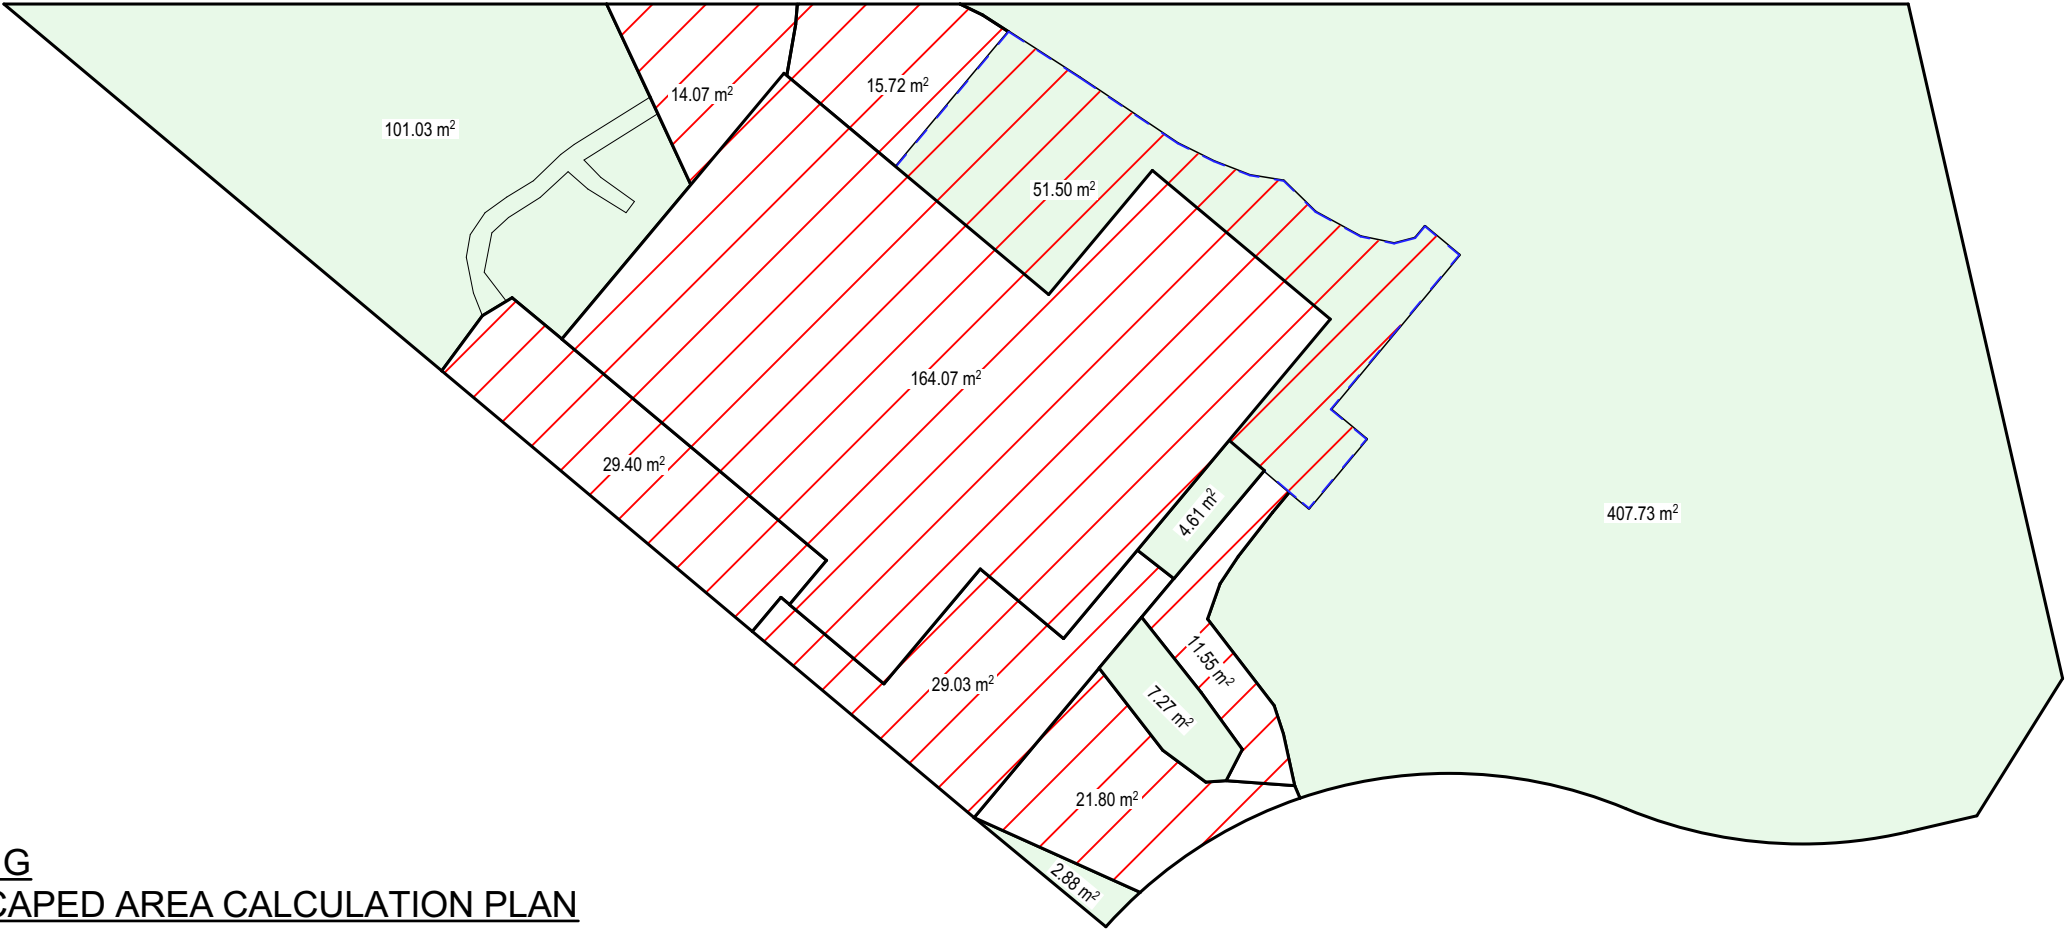 14.07 m²
15.72 m²
101.03 m²
51.50 m²
164.07 m²
29.40 m²
4.61 m²
407.73 m²
11.55 m²
29.03 m²
7.27 m²
21.80 m²
2.88 m²
G
CAPED AREA CALCULATION PLAN